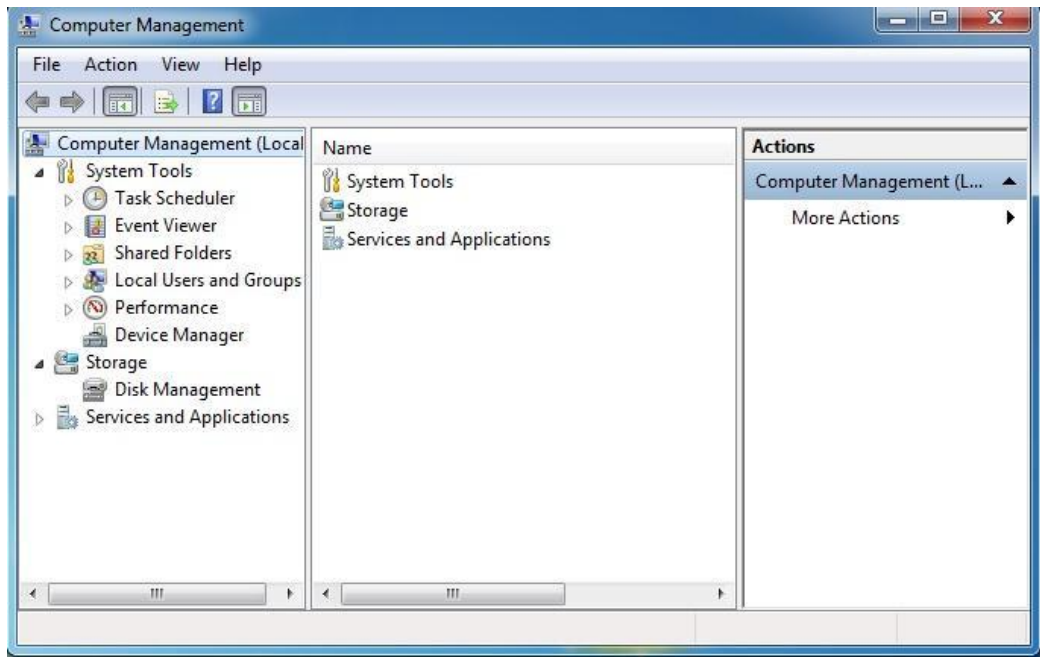 Computer Management
File Action View Help
Computer Management (Local
System Tools
Task Scheduler
Event Viewer
Shared Folders
Local Users and Groups
Performance
Device Manager
Storage
Disk Management
Services and Applications
Name
System Tools
Storage
Services and Applications
Actions
Computer Management (L...
More Actions